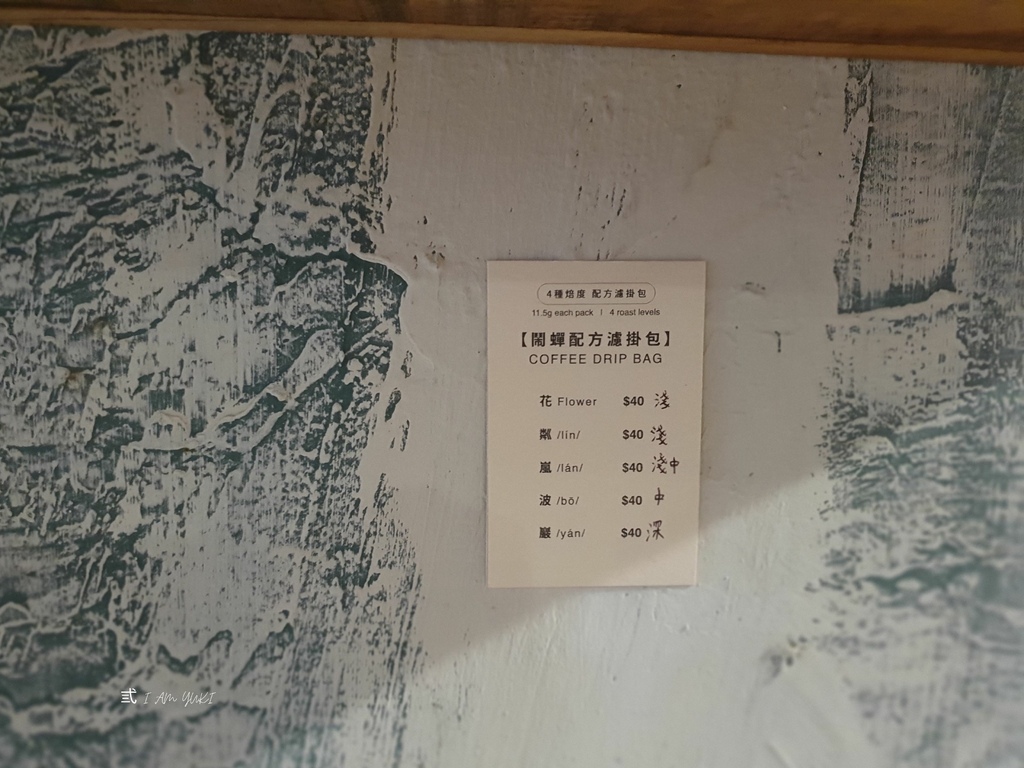 4種焙度 配方濾掛包
11.5g each pack | 4 roast levels
【鬧蟬配方濾掛包】
COFFEE DRIP BAG
花 Flower $40 淺
粼 /lín/ $40 淺
嵐 /lán/ $40 淺中
波 /bō/ $40 中
巖 /yán/ $40 深
弎 I AM YUKI